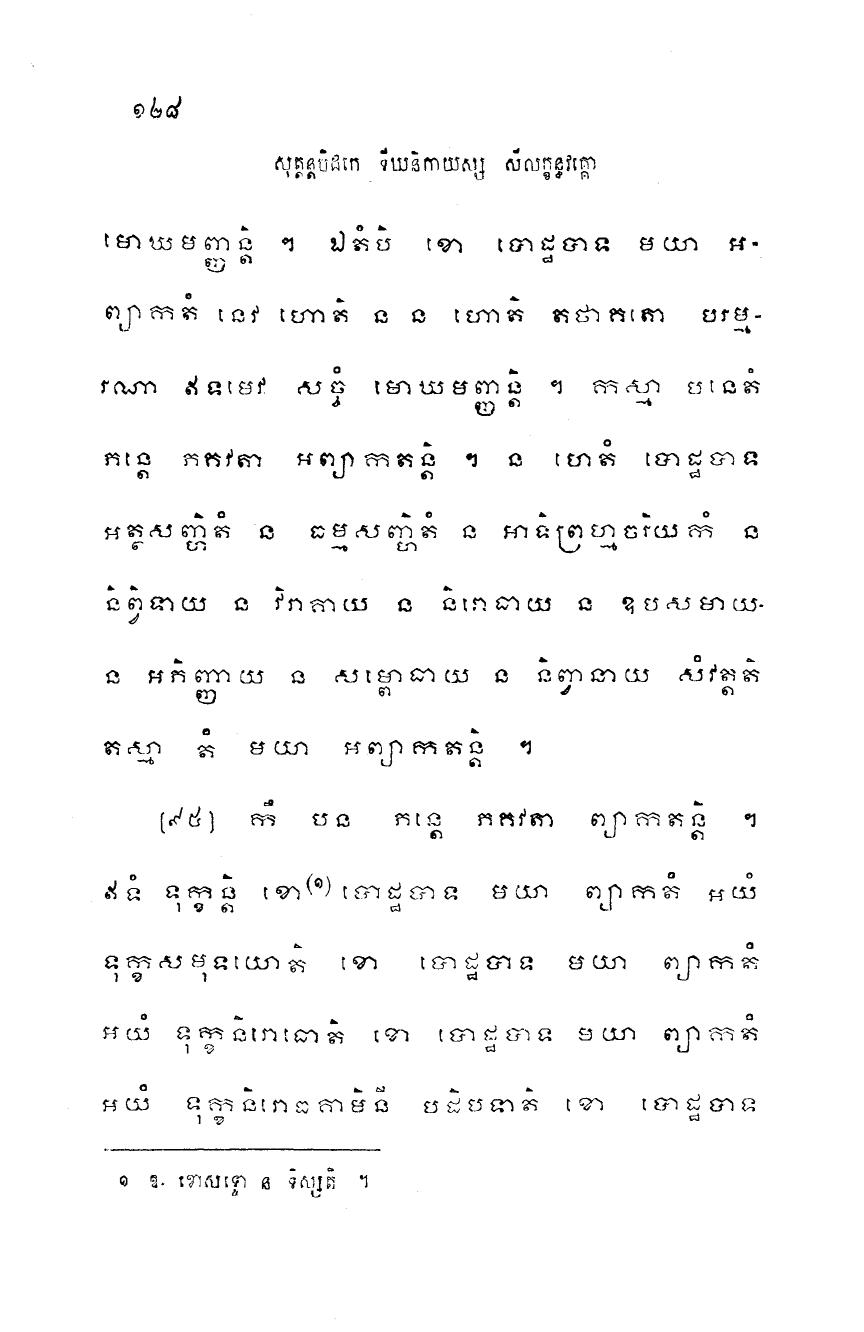 ១២៨
សុត្តន្តបិដកេ ទីឃនិកាយស្ស សីលក្ខន្ធវគ្គោ
មោឃមញ្ញន្តិ ។ ឯតំបិ ខោ បោដ្ឋបាទ មយា អ-
ព្យាកតំ នេវ ហោតិ ន ន ហោតិ តថាគតោ បរម្ម-
រណា ឥទមេវ សច្ចំ មោឃមញ្ញន្តិ ។ កស្មា បនេតំ
ភន្តេ ភគវតា អព្យាកតន្តិ ។ ន ហេតំ បោដ្ឋបាទ
អត្ថសញ្ហិតំ ន ធម្មសញ្ហិតំ ន អាទិព្រហ្មចរិយកំ ន
និព្វិទាយ ន វិរាគាយ ន និរោធាយ ន ឧបសមាយ-
ន អភិញ្ញាយ ន សម្ពោធាយ ន និព្វានាយ សំវត្តតិ
តស្មា តំ មយា អព្យាកតន្តិ ។
[៩៥] កឹ បន ភន្តេ ភគវតា ព្យាកតន្តិ ។
ឥទំ ទុក្ខន្តិ ខោ(១) បោដ្ឋបាទ មយា ព្យាកតំ អយំ
ទុក្ខសមុទយោតិ ខោ បោដ្ឋបាទ មយា ព្យាកតំ
អយំ ទុក្ខនិរោធោតិ ខោ បោដ្ឋបាទ មយា ព្យាកតំ
អយំ ទុក្ខនិរោធគាមិនី បដិបទាតិ ខោ បោដ្ឋបាទ
១ ឱ. ខោសទ្ទោ ន ទិស្សតិ ។